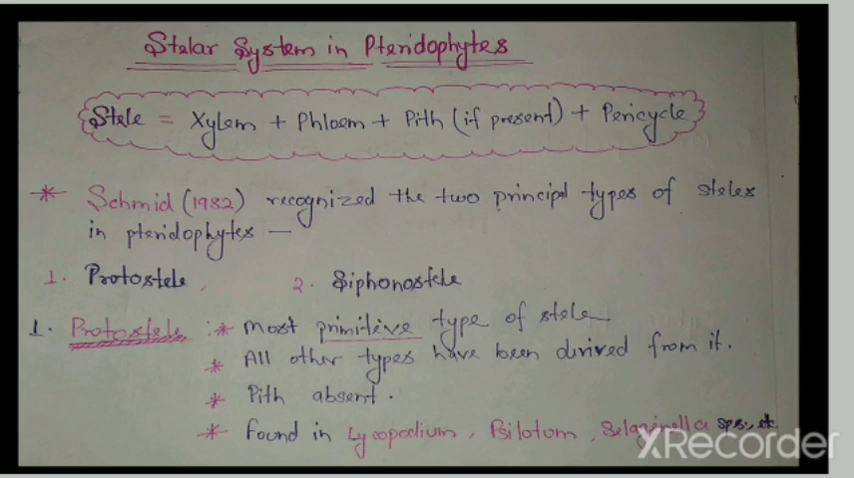 Stelar System in Pteridophytes
Stele = Xylem + Phloem + Pith (if present) + Pericycle
* Schmid (1982) recognized the two principal types of steles
in pteridophytes —
1. Protostele, 2. Siphonostele
1. Protostele :* Most primitive type of stele
* All other types have been dirived from it.
* Pith absent.
* Found in Lycopodium, Psilotum, Selaginella sps., etc.
XRecorder